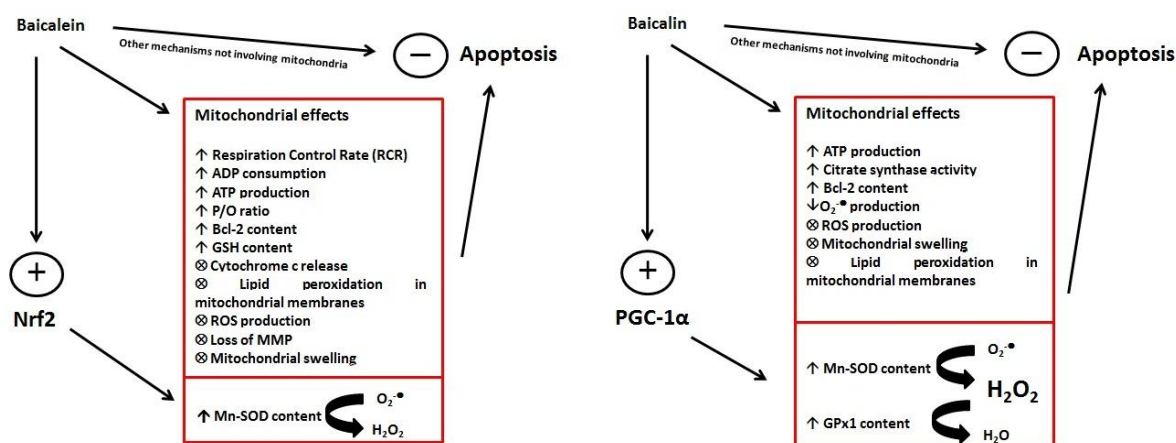 Baicalein
Other mechanisms not involving mitochondria
−
Apoptosis
Mitochondrial effects
↑ Respiration Control Rate (RCR)
↑ ADP consumption
↑ ATP production
↑ P/O ratio
↑ Bcl-2 content
↑ GSH content
⊗ Cytochrome c release
⊗ Lipid peroxidation in
mitochondrial membranes
⊗ ROS production
⊗ Loss of MMP
⊗ Mitochondrial swelling
+
Nrf2
↑ Mn-SOD content
O₂⁻•
H₂O₂
Baicalin
Other mechanisms not involving mitochondria
−
Apoptosis
Mitochondrial effects
↑ ATP production
↑ Citrate synthase activity
↑ Bcl-2 content
↓O₂⁻• production
⊗ ROS production
⊗ Mitochondrial swelling
⊗ Lipid peroxidation in
mitochondrial membranes
+
PGC-1α
↑ Mn-SOD content
O₂⁻•
H₂O₂
↑ GPx1 content
H₂O